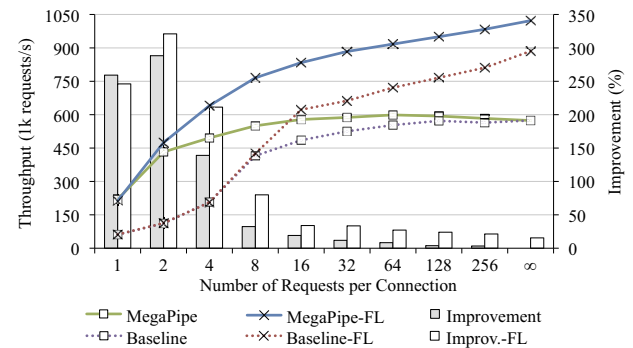 1050 350
900 300
750 250
600 200
450 150
300 100
150 50
0 0
Throughput (1k requests/s)
Improvement (%)
1 2 4 8 16 32 64 128 256 ∞
Number of Requests per Connection
MegaPipe MegaPipe-FL Improvement
Baseline Baseline-FL Improv.-FL